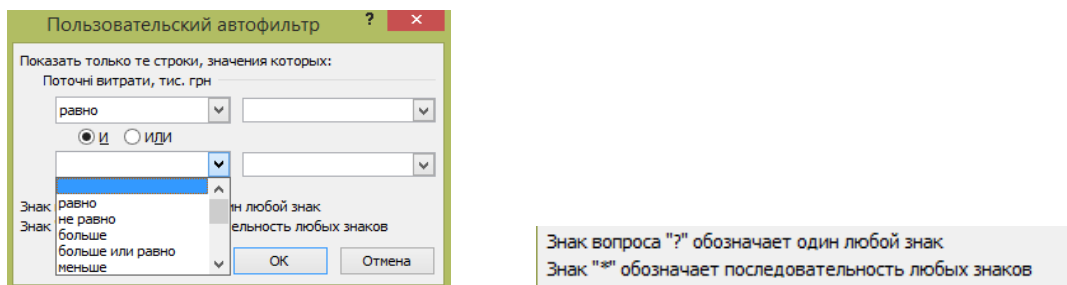 Пользовательский автофильтр ? ×
Показать только те строки, значения которых:
Поточні витрати, тис. грн
равно
И ИЛИ
равно
Знак ин любой знак
не равно
Знак ельность любых знаков
больше
больше или равно
меньше
ОК Отмена
Знак вопроса "?" обозначает один любой знак
Знак "*" обозначает последовательность любых знаков